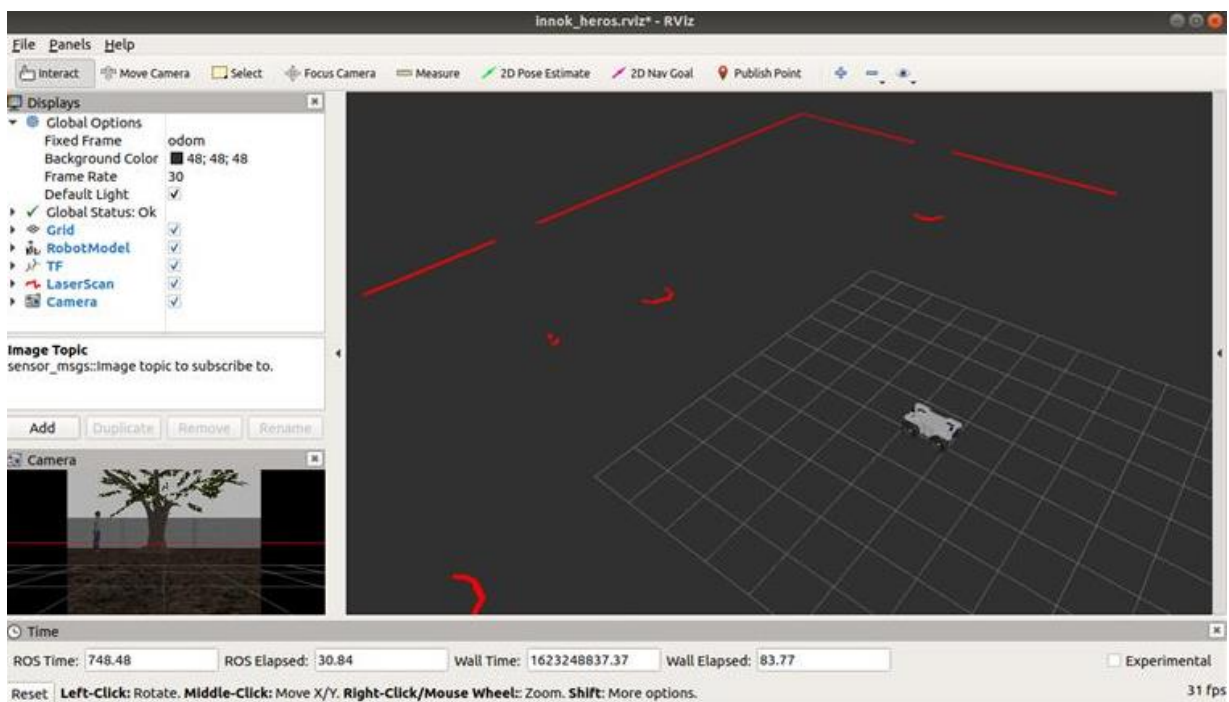 innok_heros.rviz* - RViz
File Panels Help
Interact Move Camera Select Focus Camera Measure 2D Pose Estimate 2D Nav Goal Publish Point
Displays
Global Options
Fixed Frame odom
Background Color 48; 48; 48
Frame Rate 30
Default Light
Global Status: Ok
Grid
RobotModel
TF
LaserScan
Camera
Image Topic
sensor_msgs::Image topic to subscribe to.
Add Duplicate Remove Rename
Camera
Time
ROS Time: 748.48 ROS Elapsed: 30.84 Wall Time: 1623248837.37 Wall Elapsed: 83.77 Experimental
Reset Left-Click: Rotate. Middle-Click: Move X/Y. Right-Click/Mouse Wheel:: Zoom. Shift: More options. 31 fps